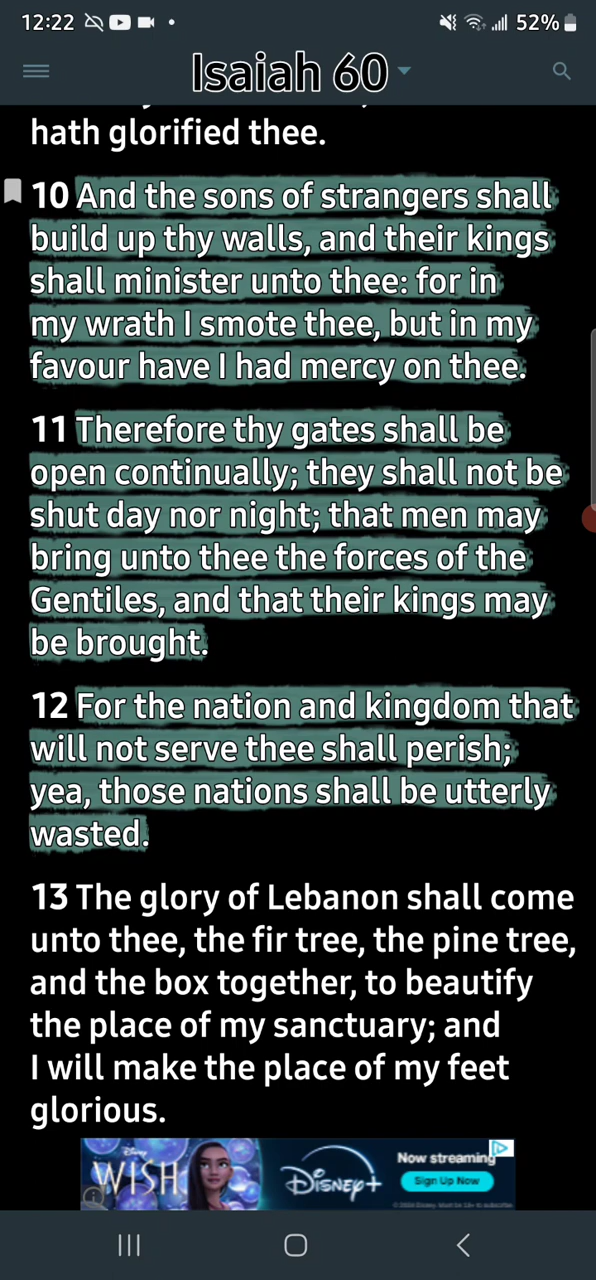 12:22
52%
Isaiah 60
hath glorified thee.
10 And the sons of strangers shall
build up thy walls, and their kings
shall minister unto thee: for in
my wrath I smote thee, but in my
favour have I had mercy on thee.
11 Therefore thy gates shall be
open continually; they shall not be
shut day nor night; that men may
bring unto thee the forces of the
Gentiles, and that their kings may
be brought.
12 For the nation and kingdom that
will not serve thee shall perish;
yea, those nations shall be utterly
wasted.
13 The glory of Lebanon shall come
unto thee, the fir tree, the pine tree,
and the box together, to beautify
the place of my sanctuary; and
I will make the place of my feet
glorious.
Disney
WISH
Disney+
Now streaming
Sign Up Now